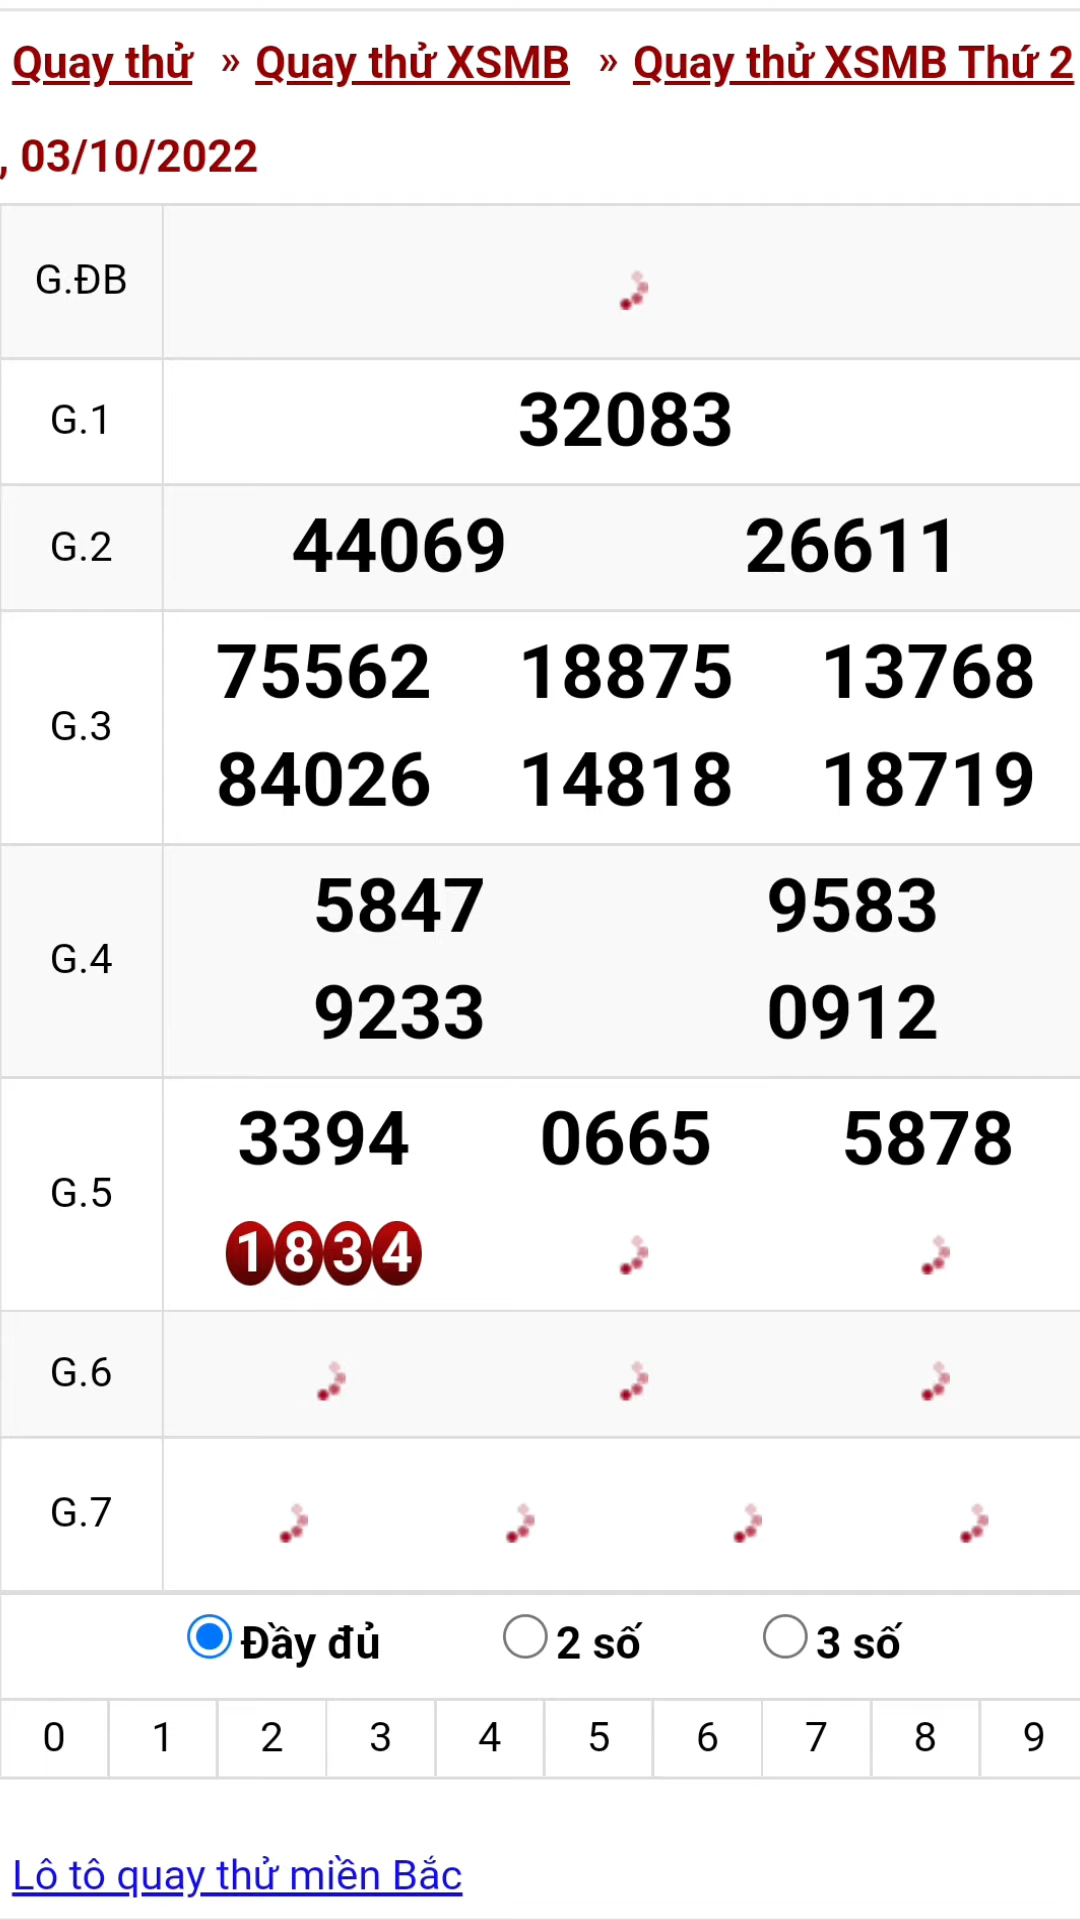 Quay thử » Quay thử XSMB » Quay thử XSMB Thứ 2
, 03/10/2022
G.ĐB
G.1 32083
G.2 44069 26611
75562 18875 13768
G.3
84026 14818 18719
5847 9583
G.4
9233 0912
3394 0665 5878
G.5
1834
G.6
G.7
Đầy đủ 2 số 3 số
0 1 2 3 4 5 6 7 8 9
Lô tô quay thử miền Bắc